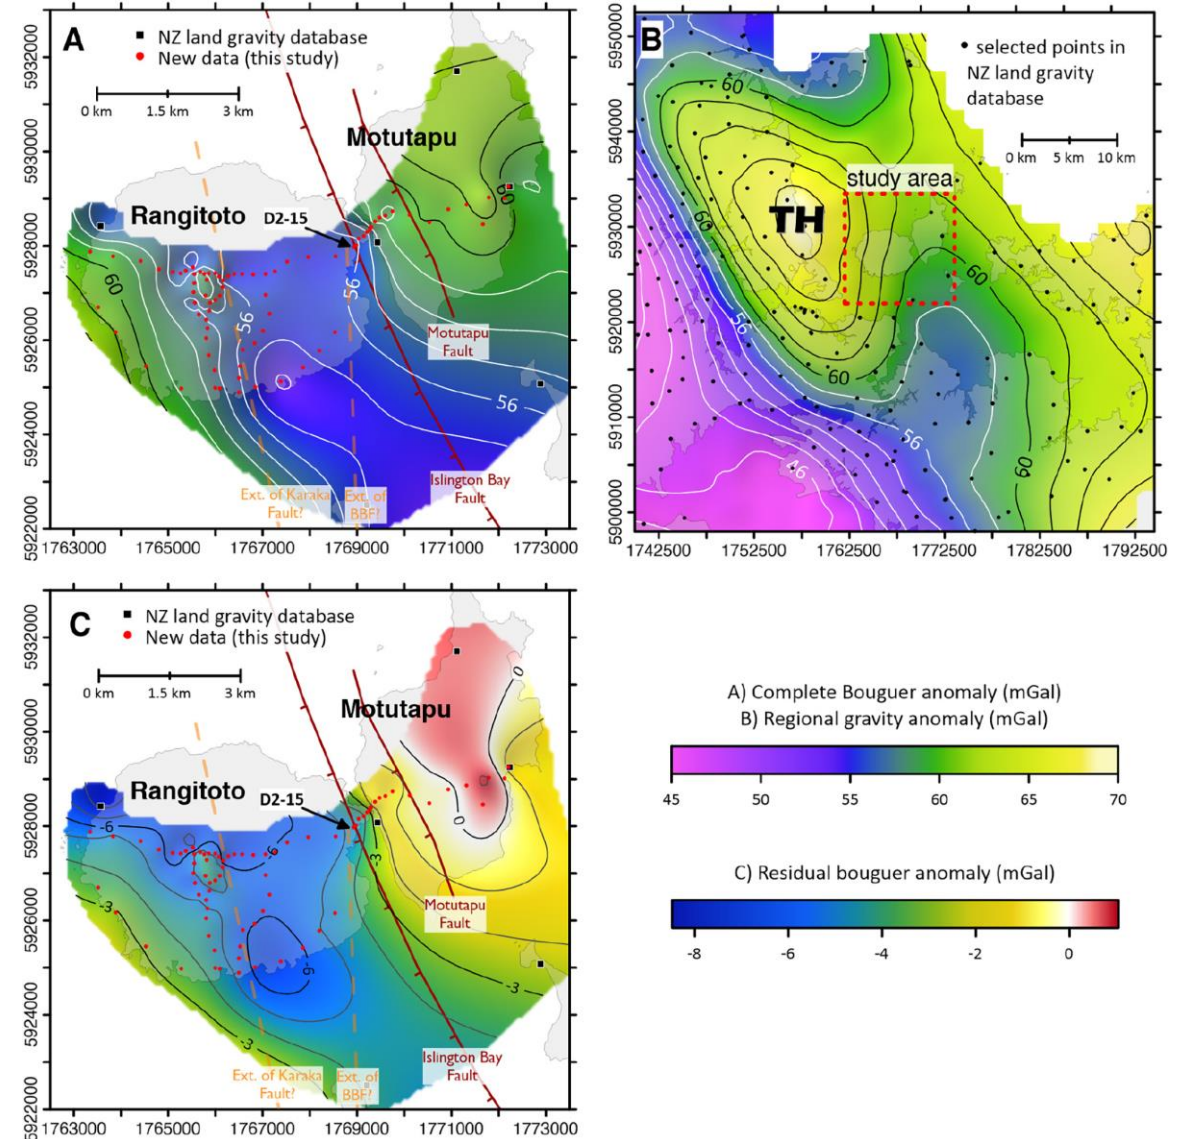 A
NZ land gravity database
New data (this study)
0 km 1.5 km 3 km
Motutapu
Rangitoto
D2-15
60
60
0
56
56
56
Motutapu
Fault
Islington Bay
Fault
Ext. of Karaka
Fault?
Ext. of
BBF?
5932000
5930000
5928000
5926000
5924000
5922000
1763000 1765000 1767000 1769000 1771000 1773000
B
selected points in
NZ land gravity
database
0 km 5 km 10 km
study area
TH
60
60
60
60
60
56
56
46
5950000
5940000
5930000
5920000
5910000
5900000
1742500 1752500 1762500 1772500 1782500 1792500
C
NZ land gravity database
New data (this study)
0 km 1.5 km 3 km
Motutapu
Rangitoto
D2-15
0
0
-6
-6
-6
-3
-3
-3
-3
Motutapu
Fault
Islington Bay
Fault
Ext. of Karaka
Fault?
Ext. of
BBF?
5932000
5930000
5928000
5926000
5924000
5922000
1763000 1765000 1767000 1769000 1771000 1773000
A) Complete Bouguer anomaly (mGal)
B) Regional gravity anomaly (mGal)
45 50 55 60 65 70
C) Residual bouguer anomaly (mGal)
-8 -6 -4 -2 0